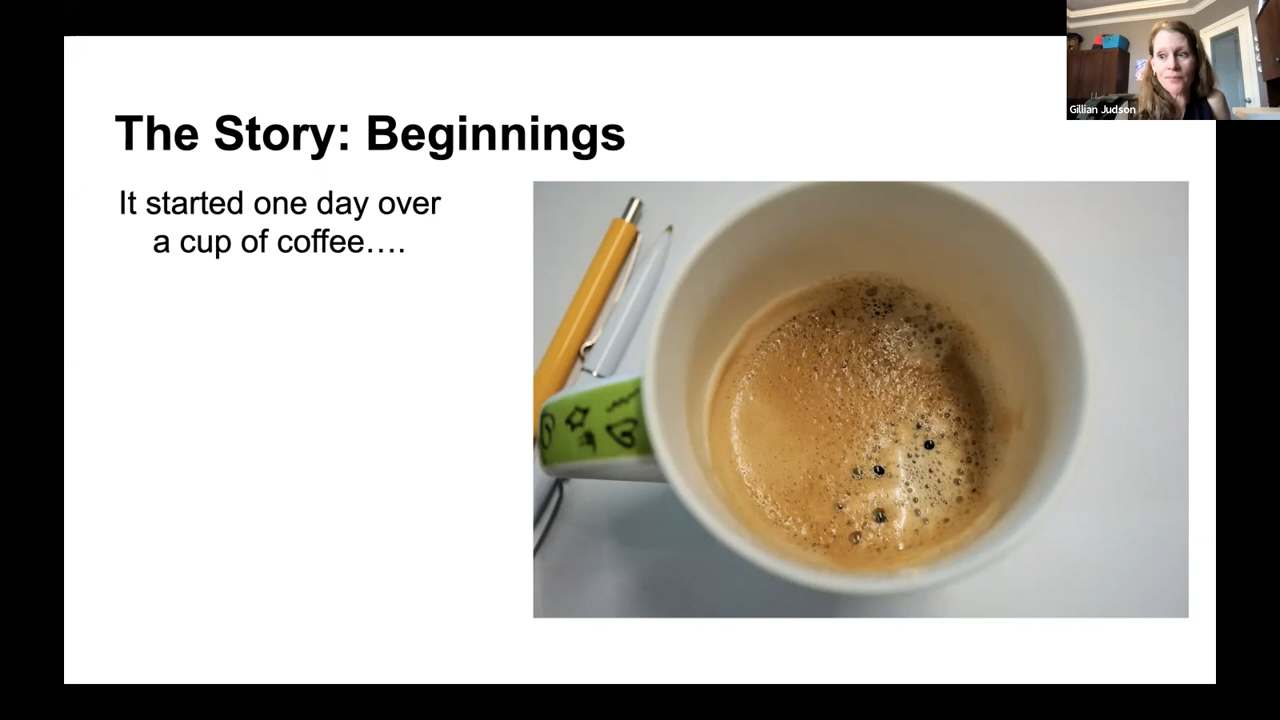 The Story: Beginnings
It started one day over
a cup of coffee….
Gillian Judson